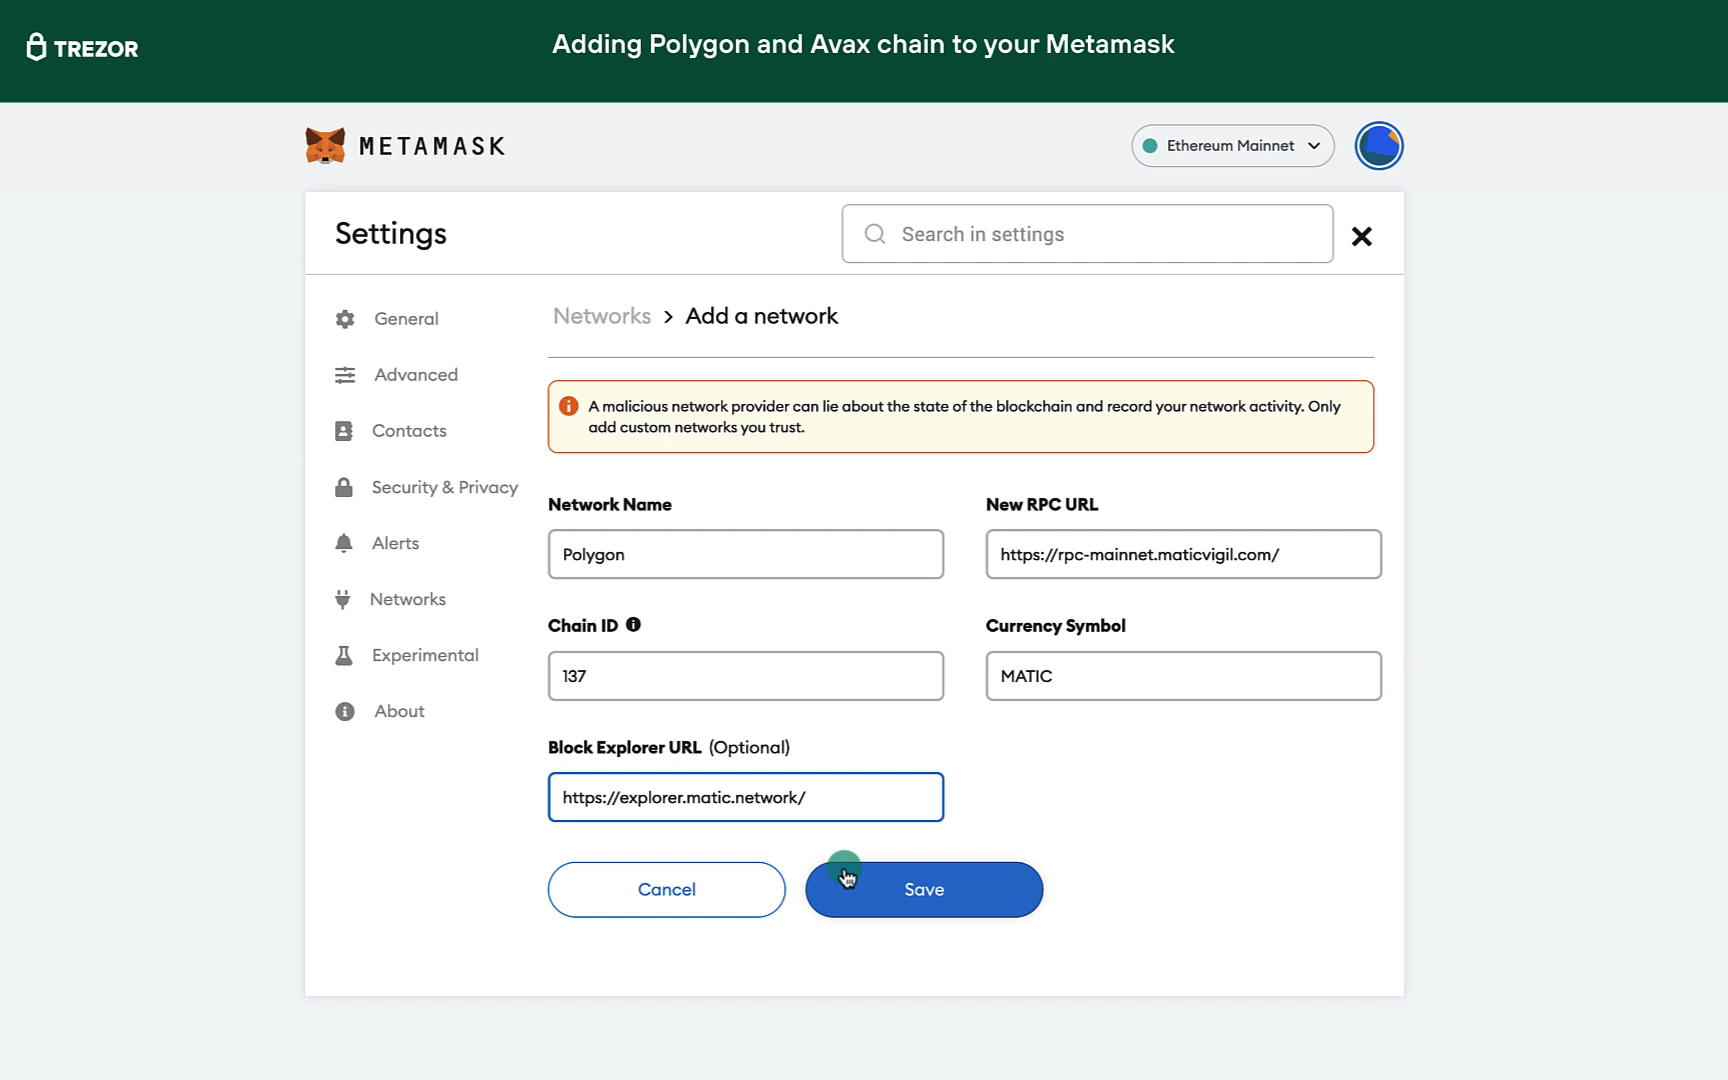 TREZOR
Adding Polygon and Avax chain to your Metamask
METAMASK
Ethereum Mainnet
Settings
Search in settings
General
Advanced
Contacts
Security & Privacy
Alerts
Networks
Experimental
About
Networks > Add a network
A malicious network provider can lie about the state of the blockchain and record your network activity. Only
add custom networks you trust.
Network Name
New RPC URL
Polygon
https://rpc-mainnet.maticvigil.com/
Chain ID
Currency Symbol
137
MATIC
Block Explorer URL (Optional)
https://explorer.matic.network/
Cancel
Save